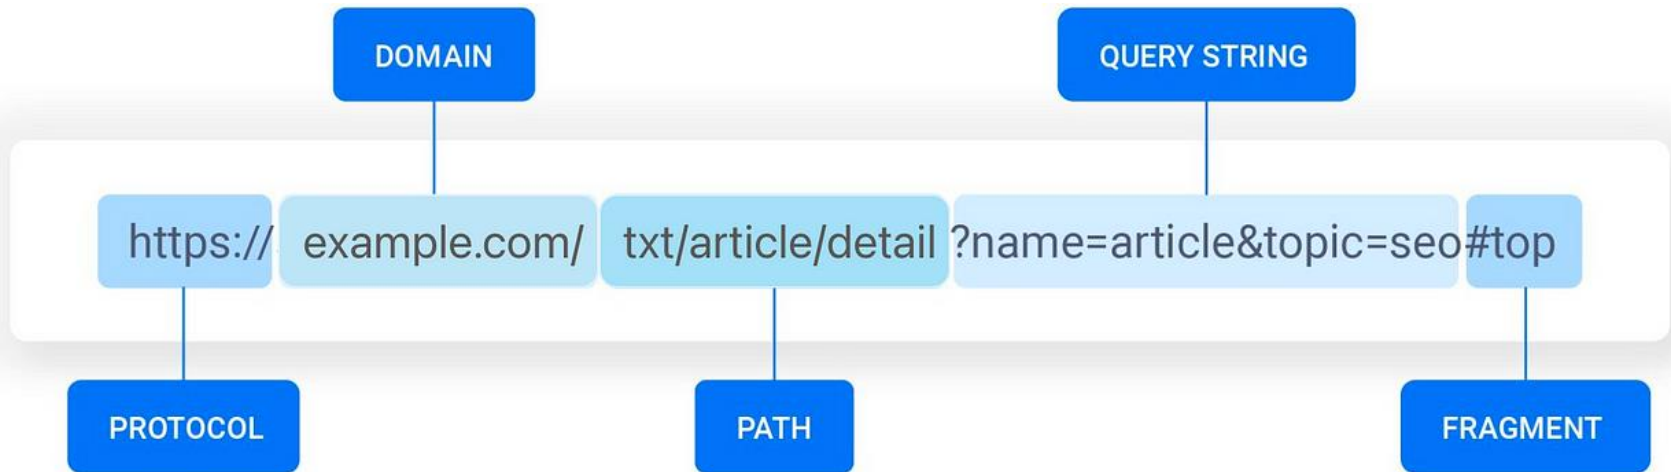 DOMAIN QUERY STRING
https:// example.com/ txt/article/detail ?name=article&topic=seo#top
PROTOCOL PATH FRAGMENT